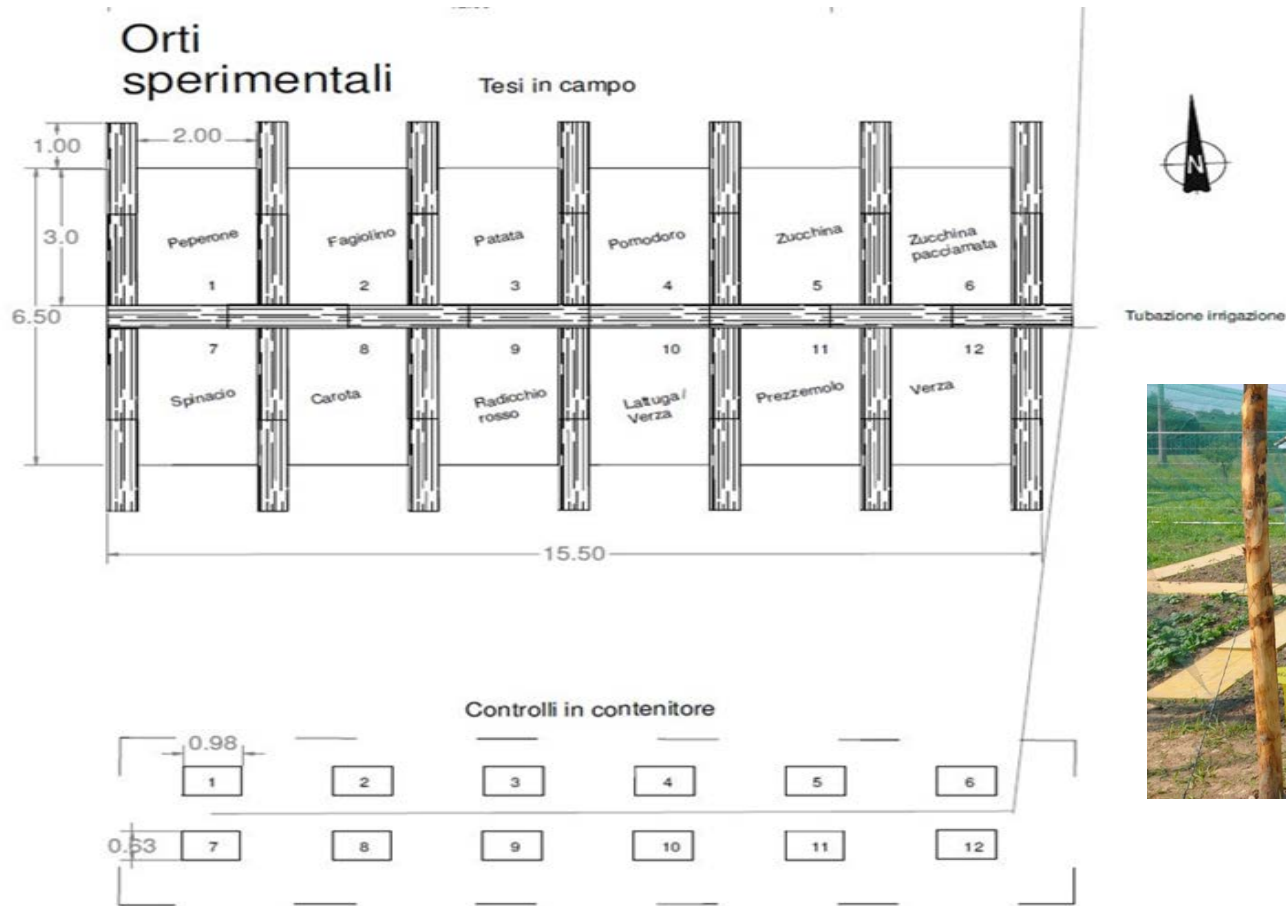 Orti
sperimentali
Tesi in campo
1.00
2.00
3.0
6.50
N
Peperone
Fagiolino
Patata
Pomodoro
Zucchina
Zucchina
pacciamata
1
2
3
4
5
6
Tubazione irrigazione
7
8
9
10
11
12
Spinacio
Carota
Radicchio
rosso
Lattuga/
Verza
Prezzemolo
Verza
15.50
Controlli in contenitore
0.98
1
2
3
4
5
6
0.63
7
8
9
10
11
12